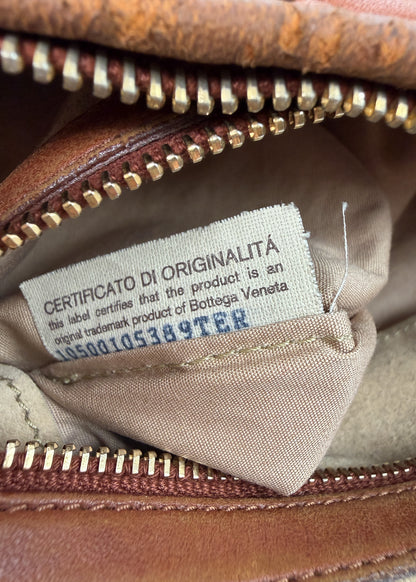 CERTIFICATO DI ORIGINALITÁ
this label certifies that the product is an
original trademark product of Bottega Veneta
10500105389TER